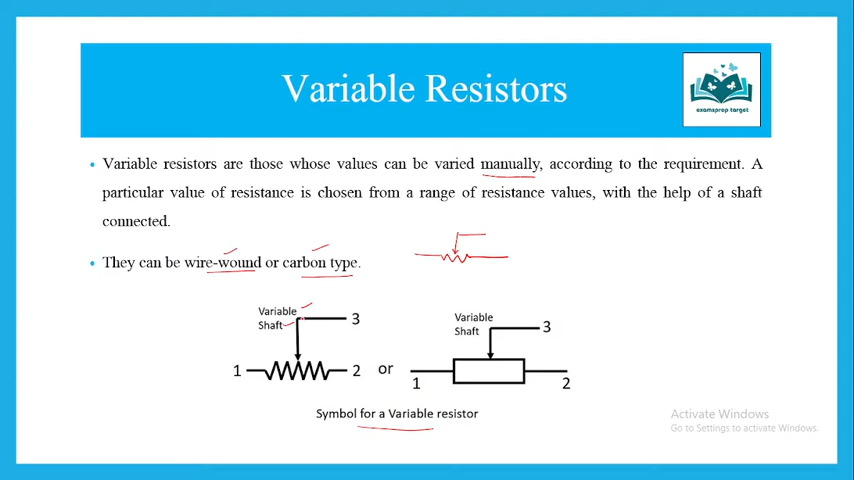 Variable Resistors
examsprep target
• Variable resistors are those whose values can be varied manually, according to the requirement. A
particular value of resistance is chosen from a range of resistance values, with the help of a shaft
connected.
• They can be wire-wound or carbon type.
Variable
Shaft
3
1
2
or
Variable
Shaft
3
1
2
Symbol for a Variable resistor
Activate Windows
Go to Settings to activate Windows.